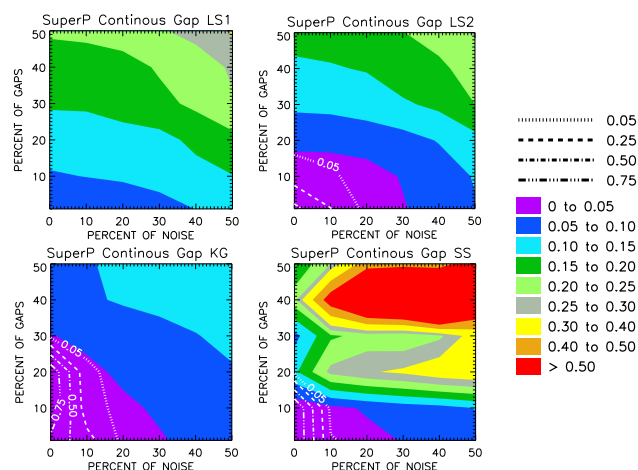 SuperP Continous Gap LS1
PERCENT OF GAPS
50
40
30
20
10
0 10 20 30 40 50
PERCENT OF NOISE
SuperP Continous Gap LS2
PERCENT OF GAPS
50
40
30
20
10
0.05
0 10 20 30 40 50
PERCENT OF NOISE
SuperP Continous Gap KG
PERCENT OF GAPS
50
40
30
20
10
0.05
0.50
0.75
0 10 20 30 40 50
PERCENT OF NOISE
SuperP Continous Gap SS
PERCENT OF GAPS
50
40
30
20
10
0.05
0 10 20 30 40 50
PERCENT OF NOISE
0.05
0.25
0.50
0.75
0 to 0.05
0.05 to 0.10
0.10 to 0.15
0.15 to 0.20
0.20 to 0.25
0.25 to 0.30
0.30 to 0.40
0.40 to 0.50
> 0.50